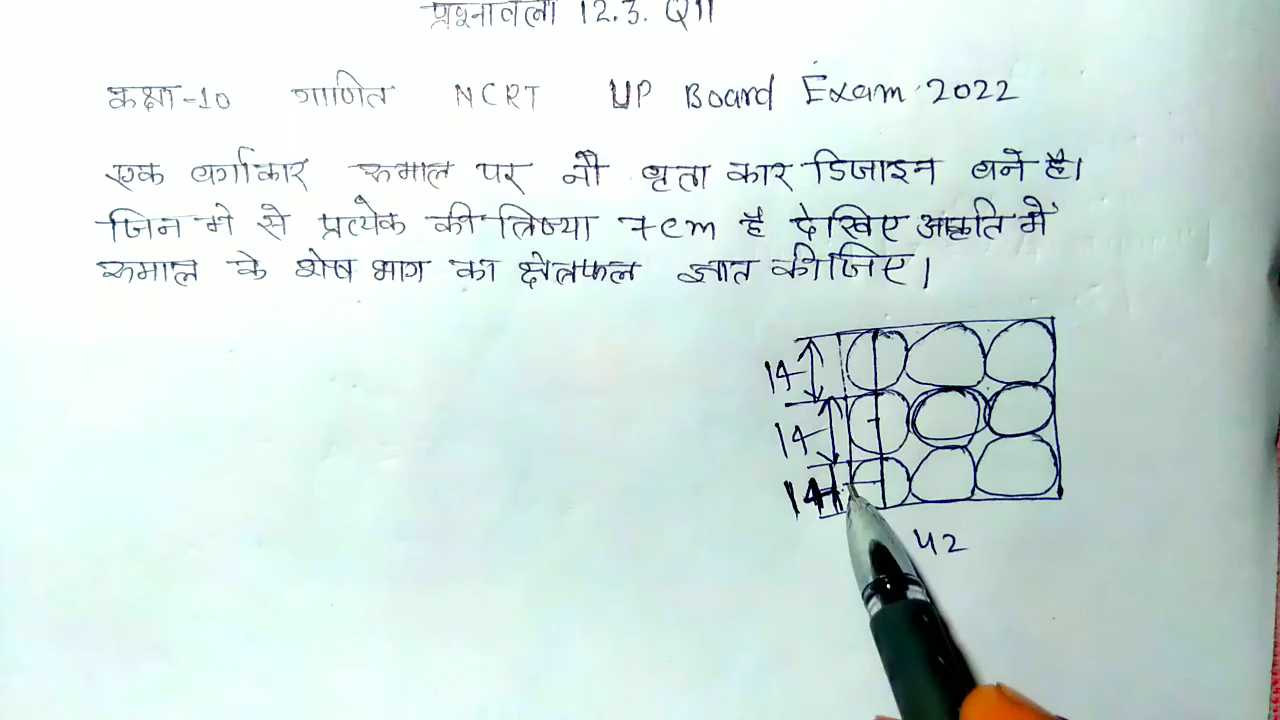 प्रश्नावली 12.3. Q11
कक्षा-10 गणित NCRT UP Board Exam 2022
एक वर्गाकार रूमाल पर नौ वृताकार डिजाइन बने है।
जिन मे से प्रत्येक की त्रिज्या 7cm है देखिए आकृति में
रूमाल के शेष भाग का क्षेत्रफल ज्ञात कीजिए।
14
14
14
42